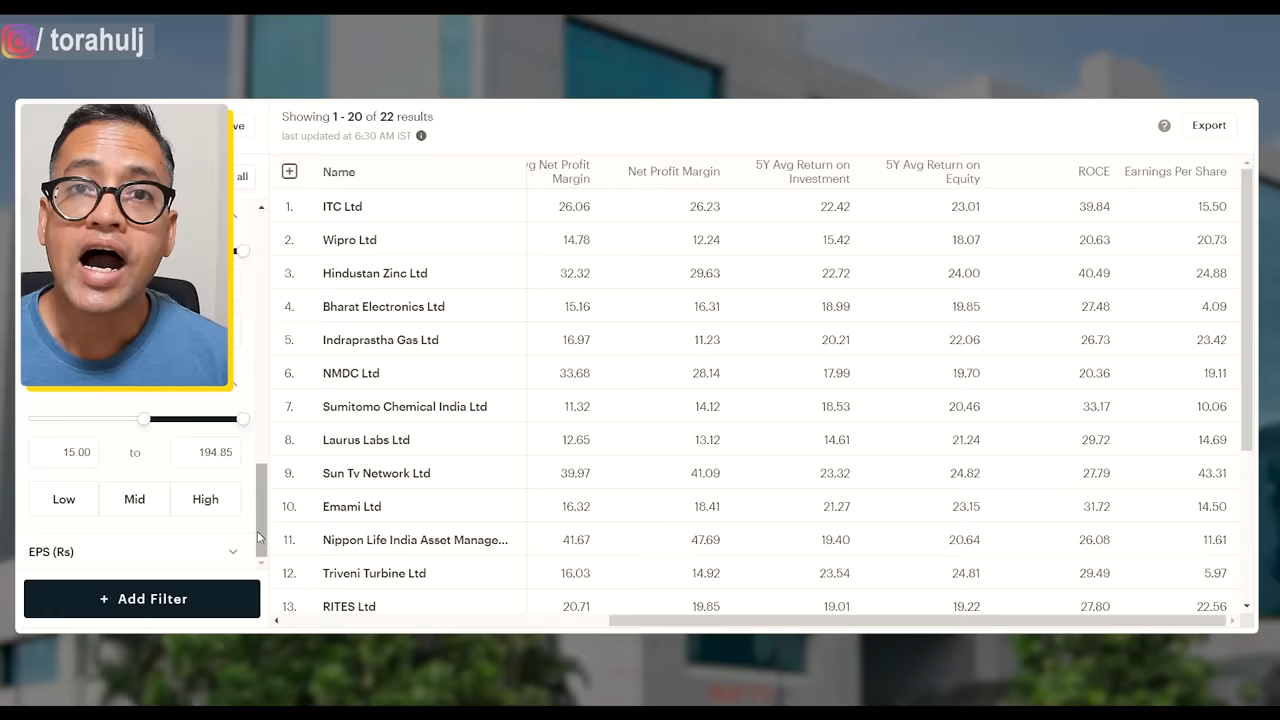 / torahulj
ve
all
Showing 1 - 20 of 22 results
last updated at 6:30 AM IST
? Export
Name vg Net Profit Margin Net Profit Margin 5Y Avg Return on Investment 5Y Avg Return on Equity ROCE Earnings Per Share
1. ITC Ltd 26.06 26.23 22.42 23.01 39.84 15.50
2. Wipro Ltd 14.78 12.24 15.42 18.07 20.63 20.73
3. Hindustan Zinc Ltd 32.32 29.63 22.72 24.00 40.49 24.88
4. Bharat Electronics Ltd 15.16 16.31 18.99 19.85 27.48 4.09
5. Indraprastha Gas Ltd 16.97 11.23 20.21 22.06 26.73 23.42
6. NMDC Ltd 33.68 28.14 17.99 19.70 20.36 19.11
7. Sumitomo Chemical India Ltd 11.32 14.12 18.53 20.46 33.17 10.06
8. Laurus Labs Ltd 12.65 13.12 14.61 21.24 29.72 14.69
9. Sun Tv Network Ltd 39.97 41.09 23.32 24.82 27.79 43.31
10. Emami Ltd 16.32 18.41 21.27 23.15 31.72 14.50
11. Nippon Life India Asset Manage... 41.67 47.69 19.40 20.64 26.08 11.61
12. Triveni Turbine Ltd 16.03 14.92 23.54 24.81 29.49 5.97
13. RITES Ltd 20.71 19.85 19.01 19.22 27.80 22.56
15.00 to 194.85
Low Mid High
EPS (Rs)
+ Add Filter